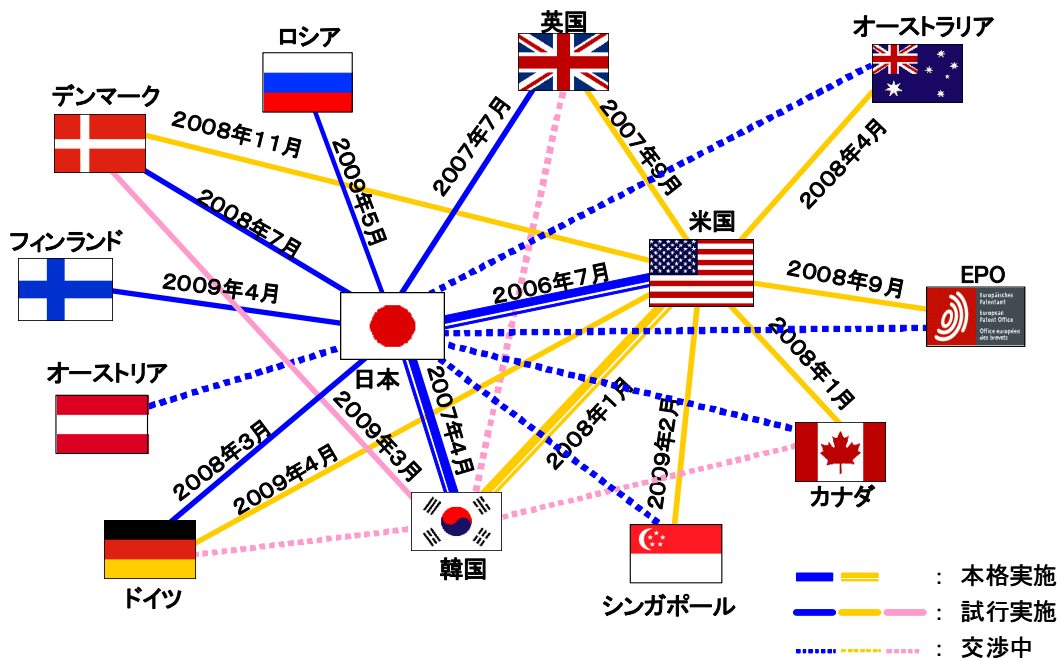 英国
オーストラリア
ロシア
デンマーク
2008年11月
2007年7月
2007年9月
2008年4月
2009年5月
2008年7月
米国
フィンランド
2009年4月
2006年7月
2008年9月
EPO
Europäisches
Patentamt
European
Patent Office
Office européen
des brevets
オーストリア
日本
2008年3月
2009年4月
2009年3月
2007年4月
2008年1月
2009年2月
2008年1月
カナダ
ドイツ
韓国
シンガポール
: 本格実施
: 試行実施
: 交渉中